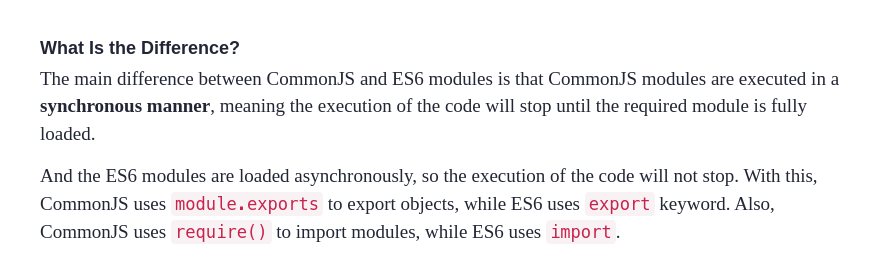 What Is the Difference?
The main difference between CommonJS and ES6 modules is that CommonJS modules are executed in a
synchronous manner, meaning the execution of the code will stop until the required module is fully
loaded.
And the ES6 modules are loaded asynchronously, so the execution of the code will not stop. With this,
CommonJS uses module.exports to export objects, while ES6 uses export keyword. Also,
CommonJS uses require() to import modules, while ES6 uses import.